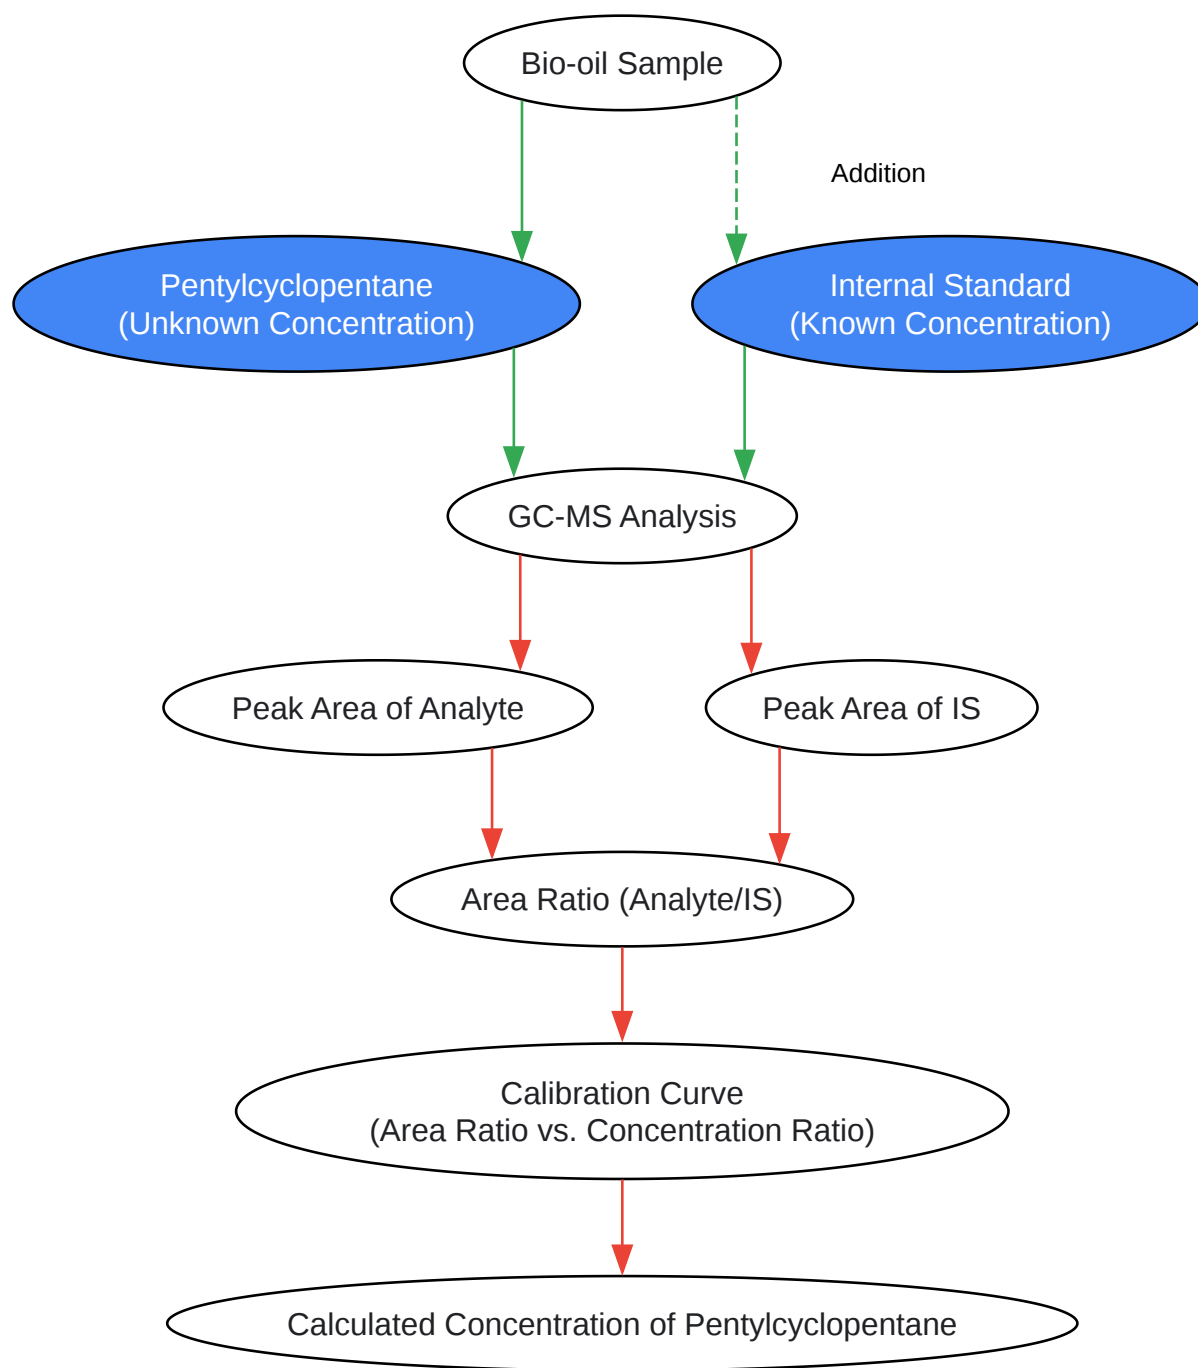 Bio-oil Sample
Addition
Pentylcyclopentane
(Unknown Concentration)
Internal Standard
(Known Concentration)
GC-MS Analysis
Peak Area of Analyte
Peak Area of IS
Area Ratio (Analyte/IS)
Calibration Curve
(Area Ratio vs. Concentration Ratio)
Calculated Concentration of Pentylcyclopentane